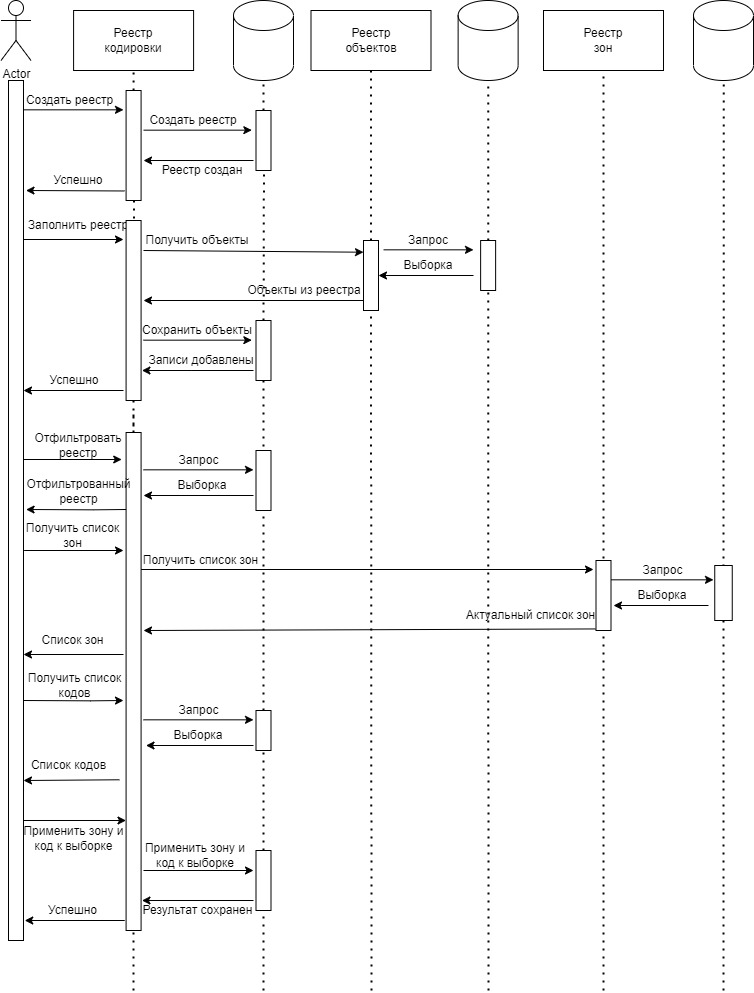 Реестр
кодировки
Реестр
объектов
Реестр
зон
Actor
Создать реестр
Создать реестр
Реестр создан
Успешно
Заполнить реестр
Получить объекты
Запрос
Выборка
Объекты из реестра
Сохранить объекты
Записи добавлены
Успешно
Отфильтровать
реестр
Запрос
Выборка
Отфильтрованный
реестр
Получить список
зон
Получить список зон
Запрос
Выборка
Актуальный список зон
Список зон
Получить список
кодов
Запрос
Выборка
Список кодов
Применить зону и
код к выборке
Применить зону и
код к выборке
Результат сохранен
Успешно